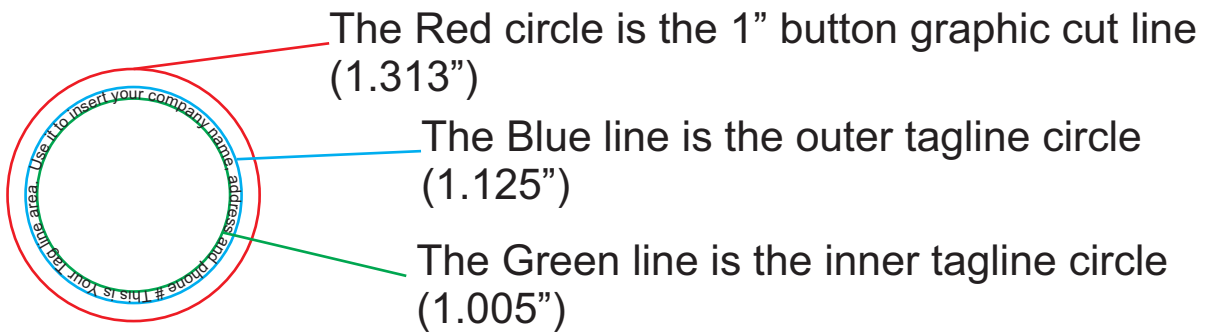 The Red circle is the 1” button graphic cut line
(1.313”)
The Blue line is the outer tagline circle
(1.125”)
The Green line is the inner tagline circle
(1.005”)
This is Your Tag line area. Use it to insert your company name, address and phone #